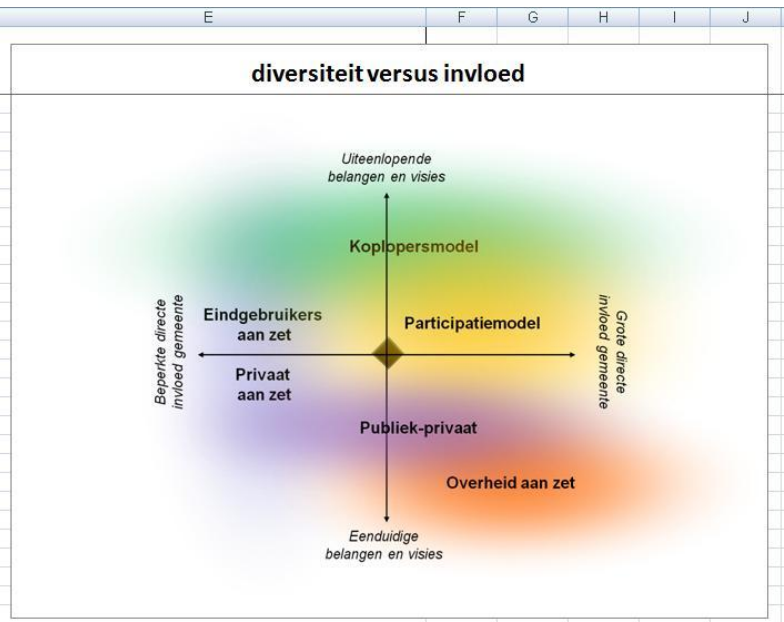 E F G H I J
diversiteit versus invloed
Uiteenlopende
belangen en visies
Koplopersmodel
Beperkte directe
invloed gemeente
Eindgebruikers
aan zet
Participatiemodel
Grote directe
invloed gemeente
Privaat
aan zet
Publiek-privaat
Overheid aan zet
Eenduidige
belangen en visies